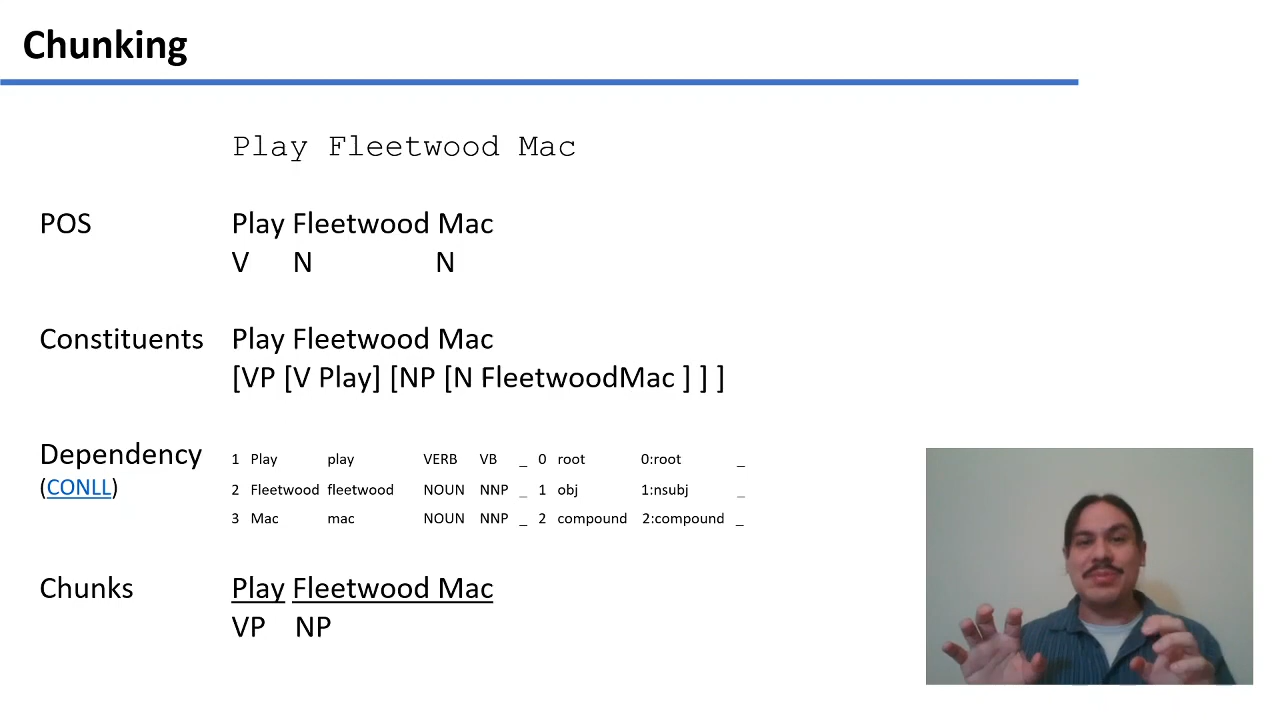 Chunking
Play Fleetwood Mac
POS Play Fleetwood Mac
V N N
Constituents Play Fleetwood Mac
[VP [V Play] [NP [N FleetwoodMac ] ] ]
Dependency 1 Play play VERB VB _ 0 root 0:root _
(CONLL) 2 Fleetwood fleetwood NOUN NNP _ 1 obj 1:nsubj _
3 Mac mac NOUN NNP _ 2 compound 2:compound _
Chunks Play Fleetwood Mac
VP NP